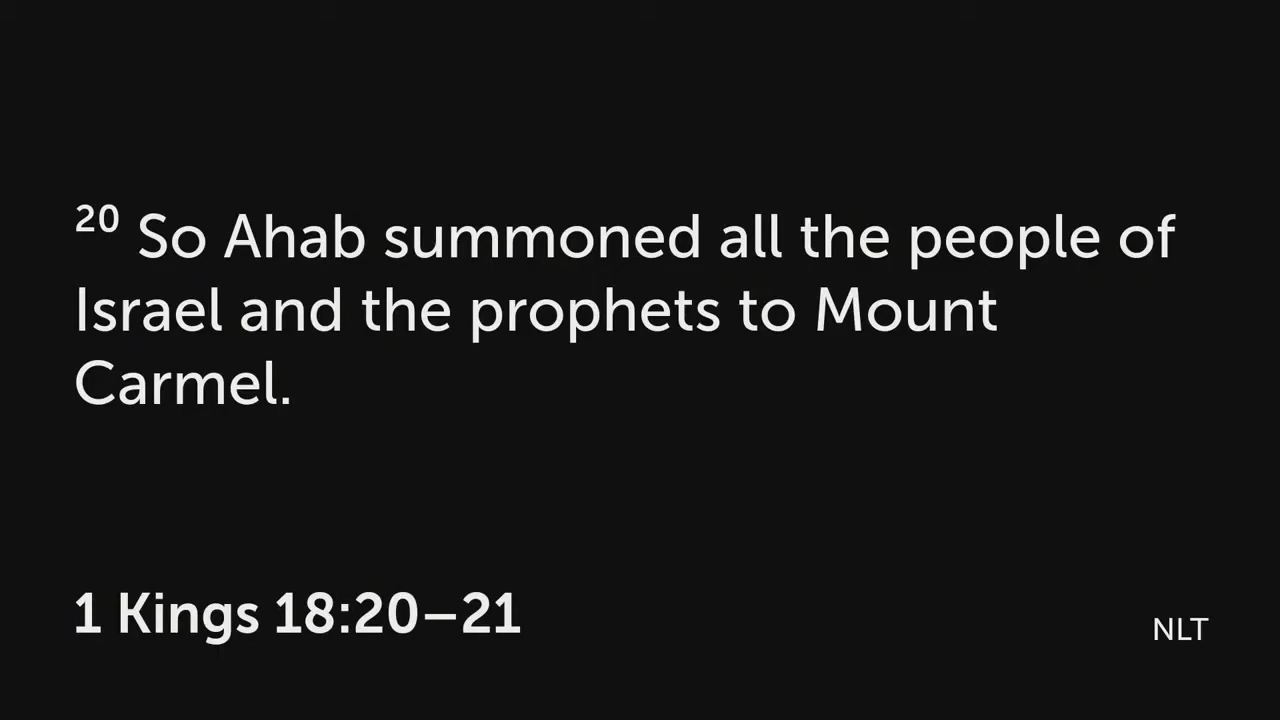 20 So Ahab summoned all the people of
Israel and the prophets to Mount
Carmel.
1 Kings 18:20–21
NLT